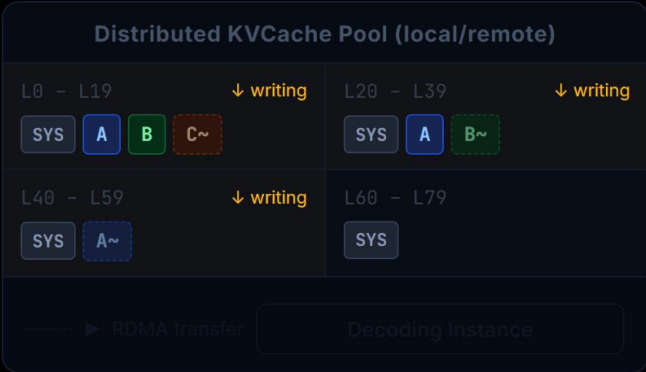 Distributed KVCache Pool (local/remote)
L0 – L19 ↓ writing
SYS A B C~
L20 – L39 ↓ writing
SYS A B~
L40 – L59 ↓ writing
SYS A~
L60 – L79
SYS
RDMA transfer
Decoding Instance